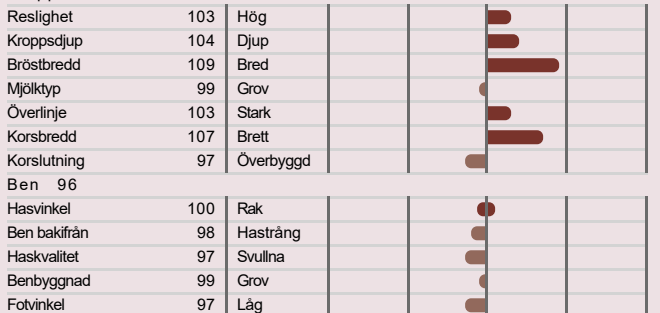 Reslighet 103 Hög
Kroppsdjup 104 Djup
Bröstbredd 109 Bred
Mjölktyp 99 Grov
Överlinje 103 Stark
Korsbredd 107 Brett
Korslutning 97 Överbyggd
Ben 96
Hasvinkel 100 Rak
Ben bakifrån 98 Hastrång
Haskvalitet 97 Svullna
Benbyggnad 99 Grov
Fotvinkel 97 Låg